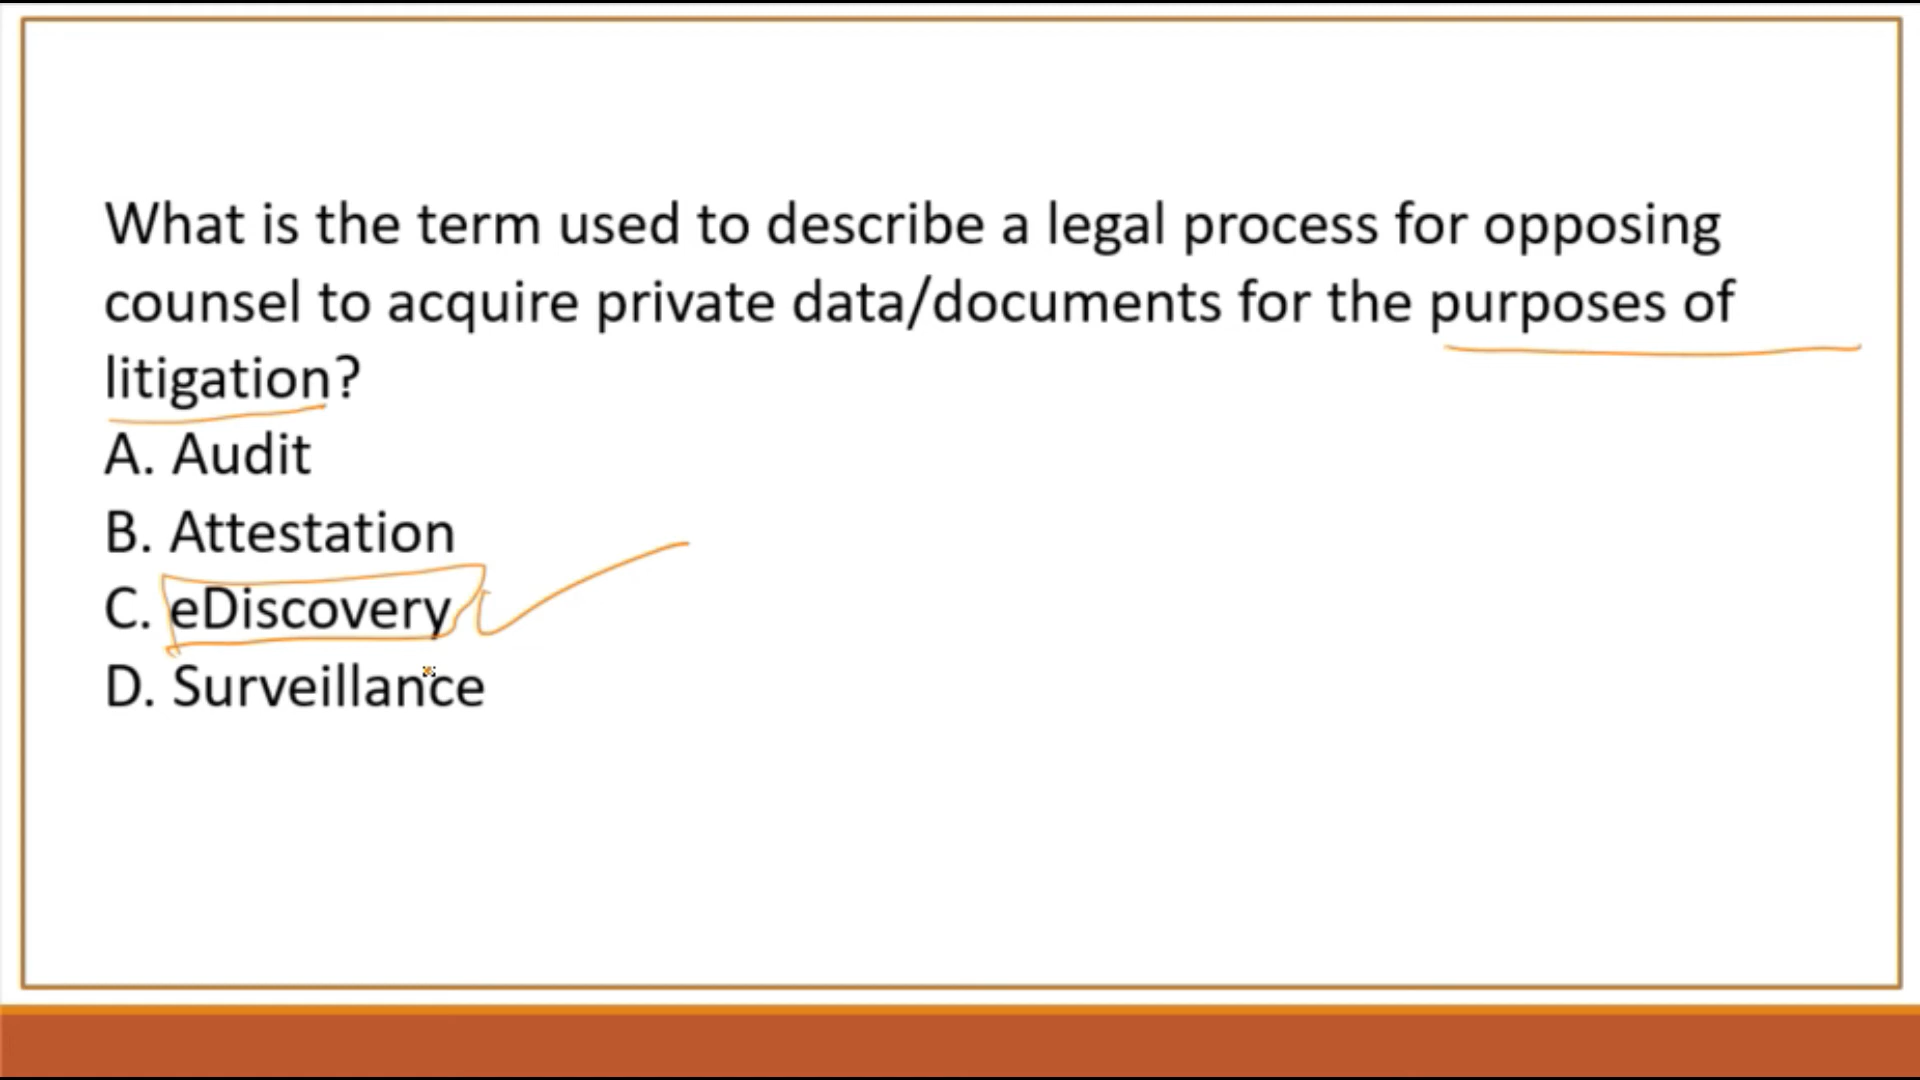 What is the term used to describe a legal process for opposing
counsel to acquire private data/documents for the purposes of
litigation?
A. Audit
B. Attestation
C. eDiscovery
D. Surveillance